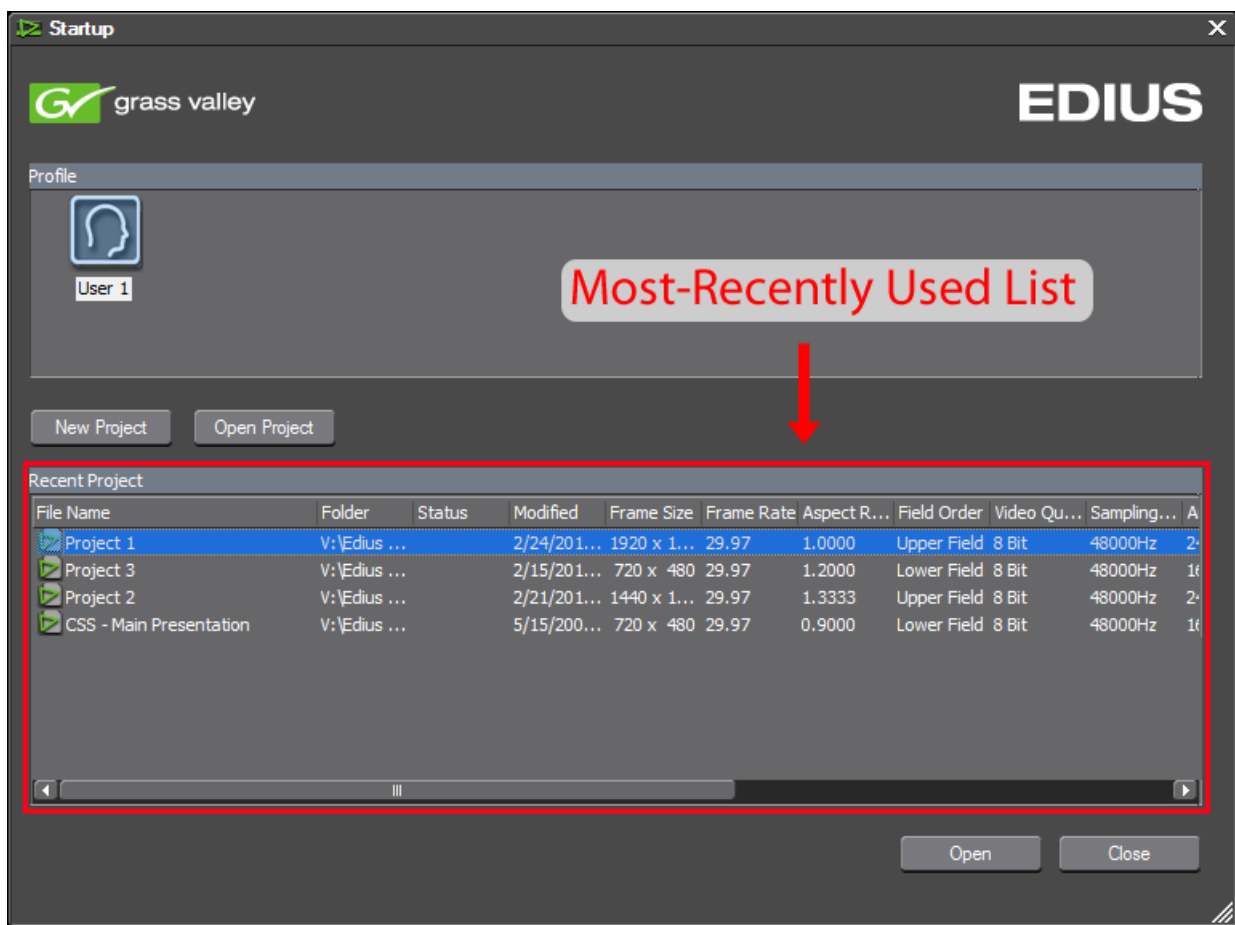 Startup
grass valley
EDIUS
Profile
User 1
Most-Recently Used List
New Project Open Project
Recent Project
File Name Folder Status Modified Frame Size Frame Rate Aspect R... Field Order Video Qu... Sampling... A
Project 1 V:\Edius ... 2/24/201... 1920 x 1... 29.97 1.0000 Upper Field 8 Bit 48000Hz 24
Project 3 V:\Edius ... 2/15/201... 720 x 480 29.97 1.2000 Lower Field 8 Bit 48000Hz 16
Project 2 V:\Edius ... 2/21/201... 1440 x 1... 29.97 1.3333 Upper Field 8 Bit 48000Hz 24
CSS - Main Presentation V:\Edius ... 5/15/200... 720 x 480 29.97 0.9000 Lower Field 8 Bit 48000Hz 16
Open Close